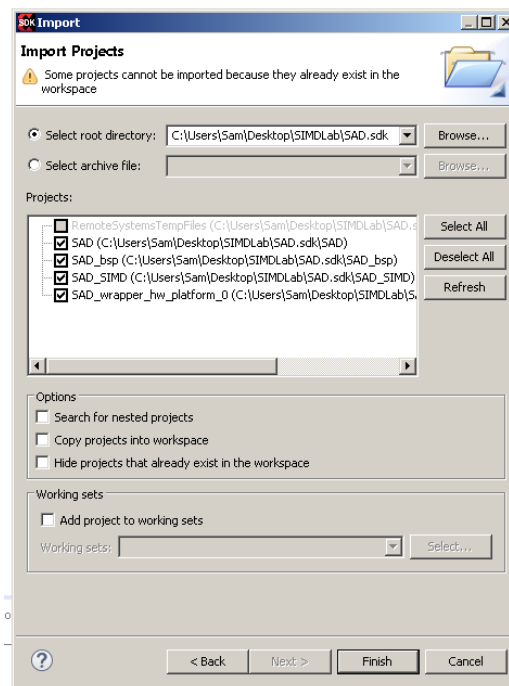 SDK Import
Import Projects
Some projects cannot be imported because they already exist in the
workspace
Select root directory: C:\Users\Sam\Desktop\SIMDLab\SAD.sdk Browse...
Select archive file: Browse...
Projects:
RemoteSystemsTempFiles (C:\Users\Sam\Desktop\SIMDLab\SAD.s
SAD (C:\Users\Sam\Desktop\SIMDLab\SAD.sdk\SAD)
SAD_bsp (C:\Users\Sam\Desktop\SIMDLab\SAD.sdk\SAD_bsp)
SAD_SIMD (C:\Users\Sam\Desktop\SIMDLab\SAD.sdk\SAD_SIMD)
SAD_wrapper_hw_platform_0 (C:\Users\Sam\Desktop\SIMDLab\S
Select All
Deselect All
Refresh
Options
Search for nested projects
Copy projects into workspace
Hide projects that already exist in the workspace
Working sets
Add project to working sets
Working sets: Select...
o
? < Back Next > Finish Cancel